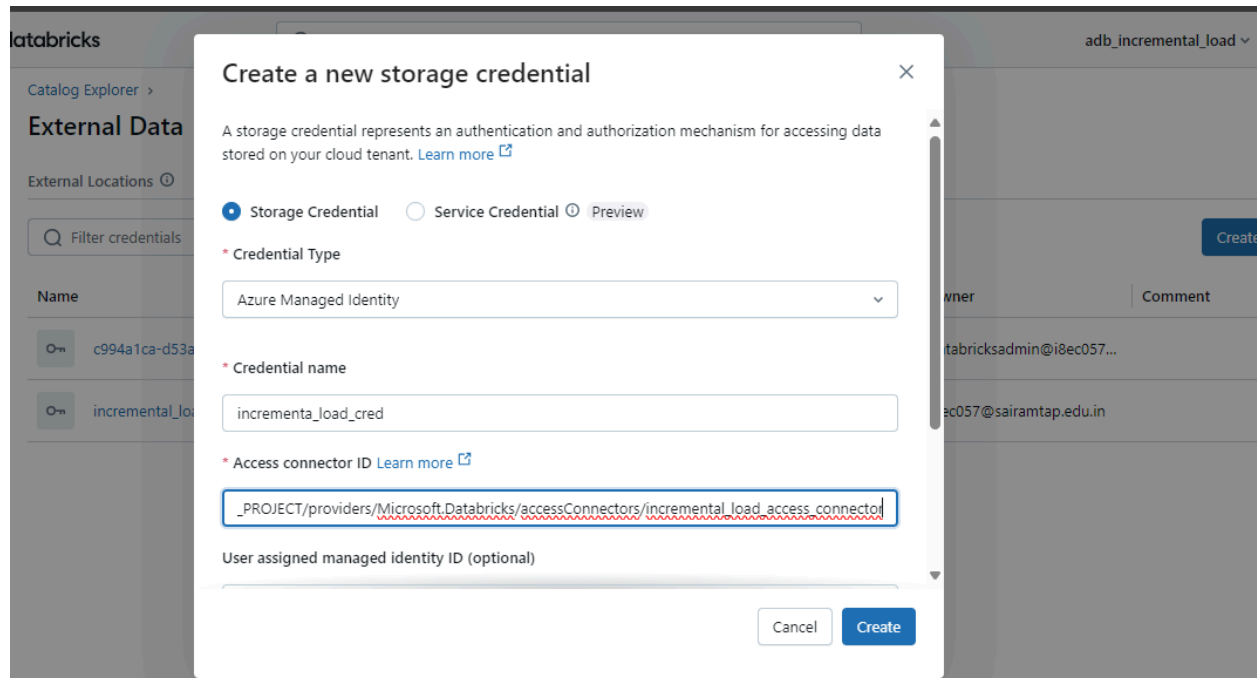 databricks
adb_incremental_load
Catalog Explorer >
External Data
External Locations
Filter credentials
Create
Name
Owner
Comment
c994a1ca-d53a
tabricksadmin@i8ec057...
incremental_loa
ec057@sairamtap.edu.in
Create a new storage credential
A storage credential represents an authentication and authorization mechanism for accessing data
stored on your cloud tenant. Learn more
Storage Credential
Service Credential
Preview
* Credential Type
Azure Managed Identity
* Credential name
incrementa_load_cred
* Access connector ID Learn more
_PROJECT/providers/Microsoft.Databricks/accessConnectors/incremental_load_access_connector
User assigned managed identity ID (optional)
Cancel
Create